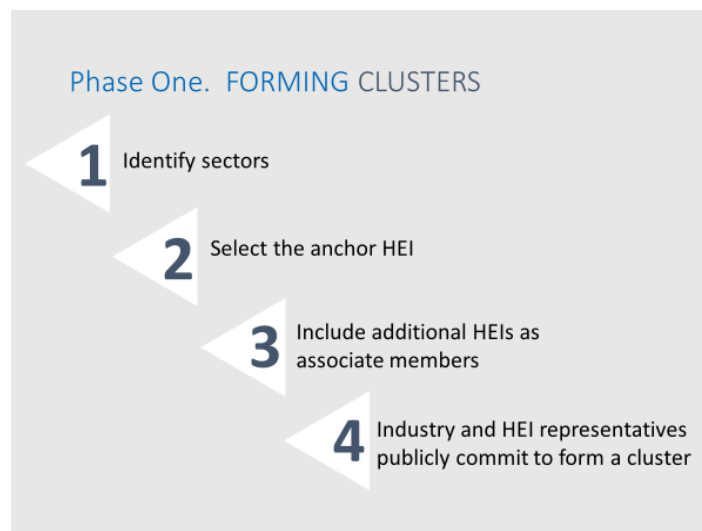 Phase One.  FORMING CLUSTERS
1 Identify sectors
2 Select the anchor HEI
3 Include additional HEIs as
associate members
4 Industry and HEI representatives
publicly commit to form a cluster